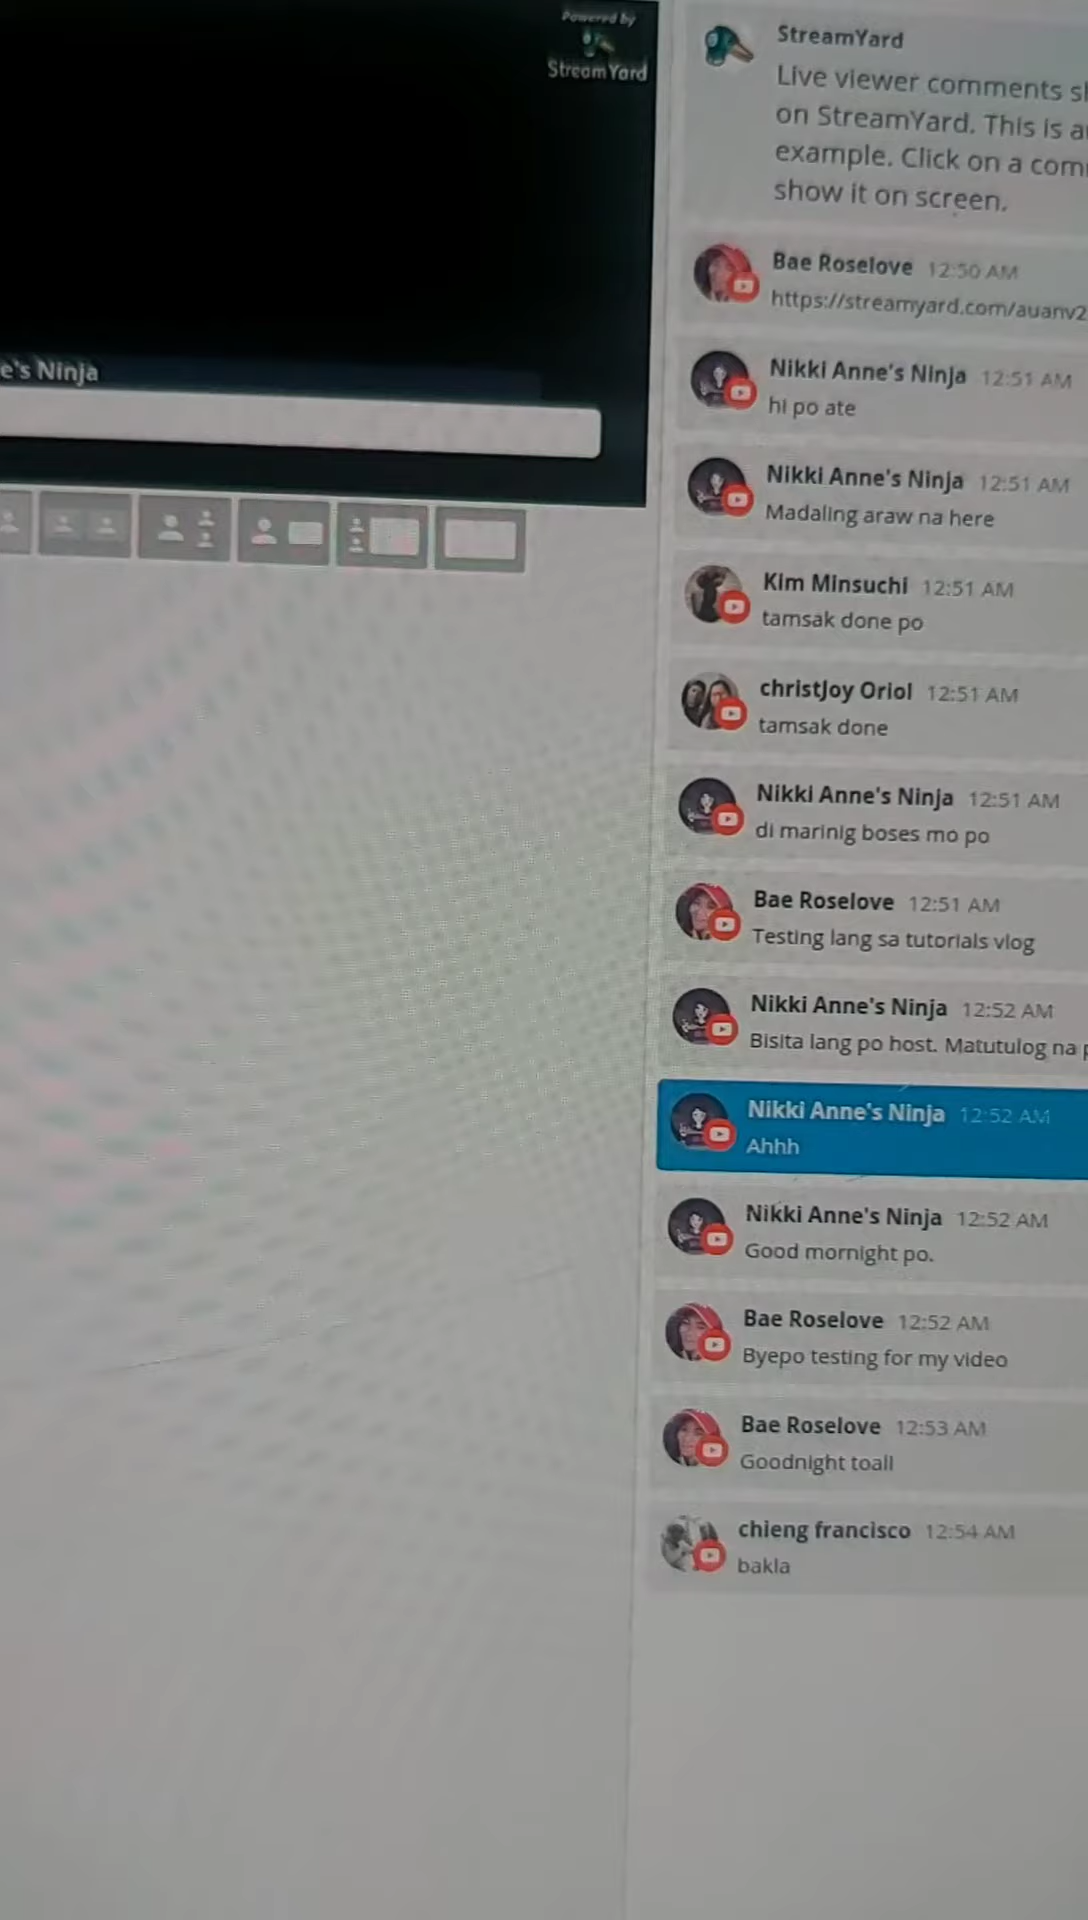 Powered by
StreamYard
e's Ninja
StreamYard
Live viewer comments
on StreamYard. This is
example. Click on a
show it on screen.
Bae Roselove 12:50 AM
https://streamyard.com/auanv2
Nikki Anne's Ninja 12:51 AM
hi po ate
Nikki Anne's Ninja 12:51 AM
Madaling araw na here
Kim Minsuchi 12:51 AM
tamsak done po
christJoy Oriol 12:51 AM
tamsak done
Nikki Anne's Ninja 12:51 AM
di marinig boses mo po
Bae Roselove 12:51 AM
Testing lang sa tutorials vlog
Nikki Anne's Ninja 12:52 AM
Bisita lang po host. Matutulog na
Nikki Anne's Ninja 12:52 AM
Ahhh
Nikki Anne's Ninja 12:52 AM
Good mornight po.
Bae Roselove 12:52 AM
Byepo testing for my video
Bae Roselove 12:53 AM
Goodnight toall
chieng francisco 12:54 AM
bakla